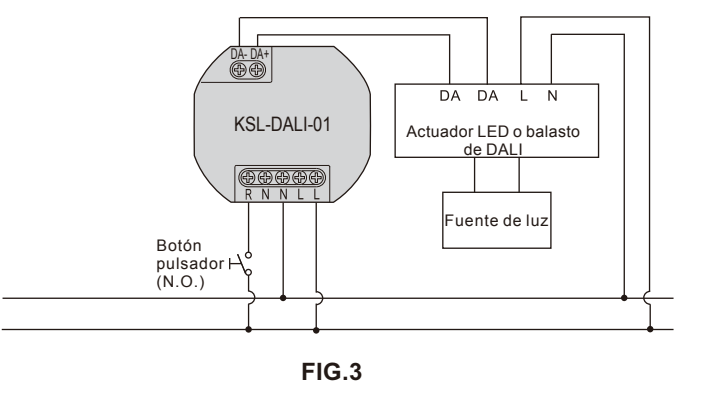 DA- DA+
KSL-DALI-01
R N N L L
DA DA L N
Actuador LED o balasto
de DALI
Fuente de luz
Botón
pulsador
(N.O.)
FIG.3